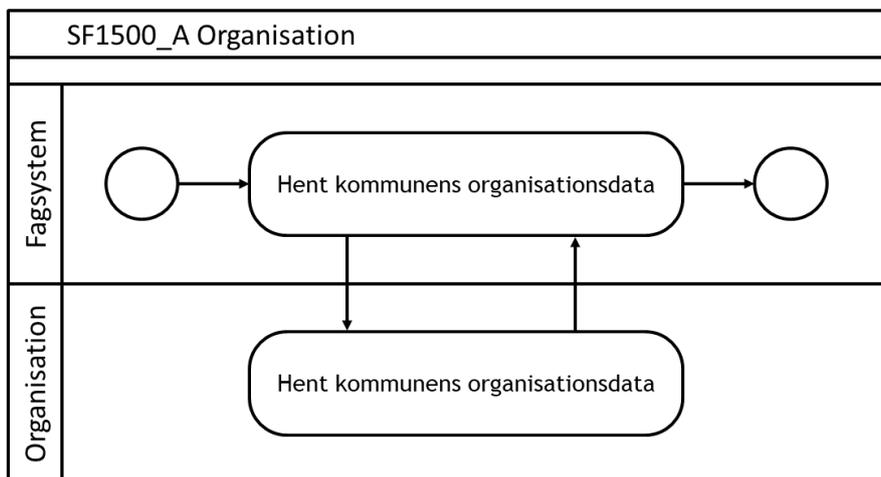 SF1500_A Organisation
Fagsystem
Hent kommunens organisationsdata
Organisation
Hent kommunens organisationsdata